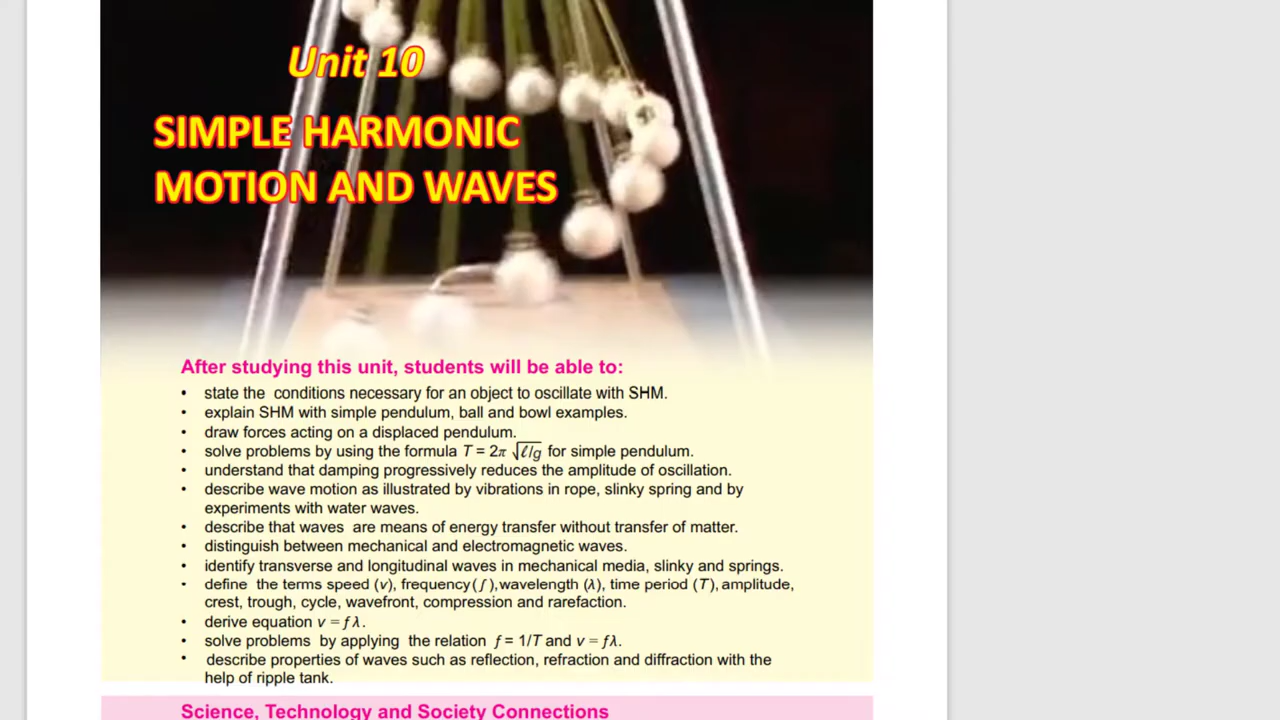 Unit 10
SIMPLE HARMONIC
MOTION AND WAVES
After studying this unit, students will be able to:
• state the conditions necessary for an object to oscillate with SHM.
• explain SHM with simple pendulum, ball and bowl examples.
• draw forces acting on a displaced pendulum.
• solve problems by using the formula T = 2π √ℓ/g for simple pendulum.
• understand that damping progressively reduces the amplitude of oscillation.
• describe wave motion as illustrated by vibrations in rope, slinky spring and by
experiments with water waves.
• describe that waves are means of energy transfer without transfer of matter.
• distinguish between mechanical and electromagnetic waves.
• identify transverse and longitudinal waves in mechanical media, slinky and springs.
• define the terms speed (v), frequency (f), wavelength (λ), time period (T), amplitude,
crest, trough, cycle, wavefront, compression and rarefaction.
• derive equation v = fλ.
• solve problems by applying the relation f = 1/T and v = fλ.
• describe properties of waves such as reflection, refraction and diffraction with the
help of ripple tank.
Science, Technology and Society Connections